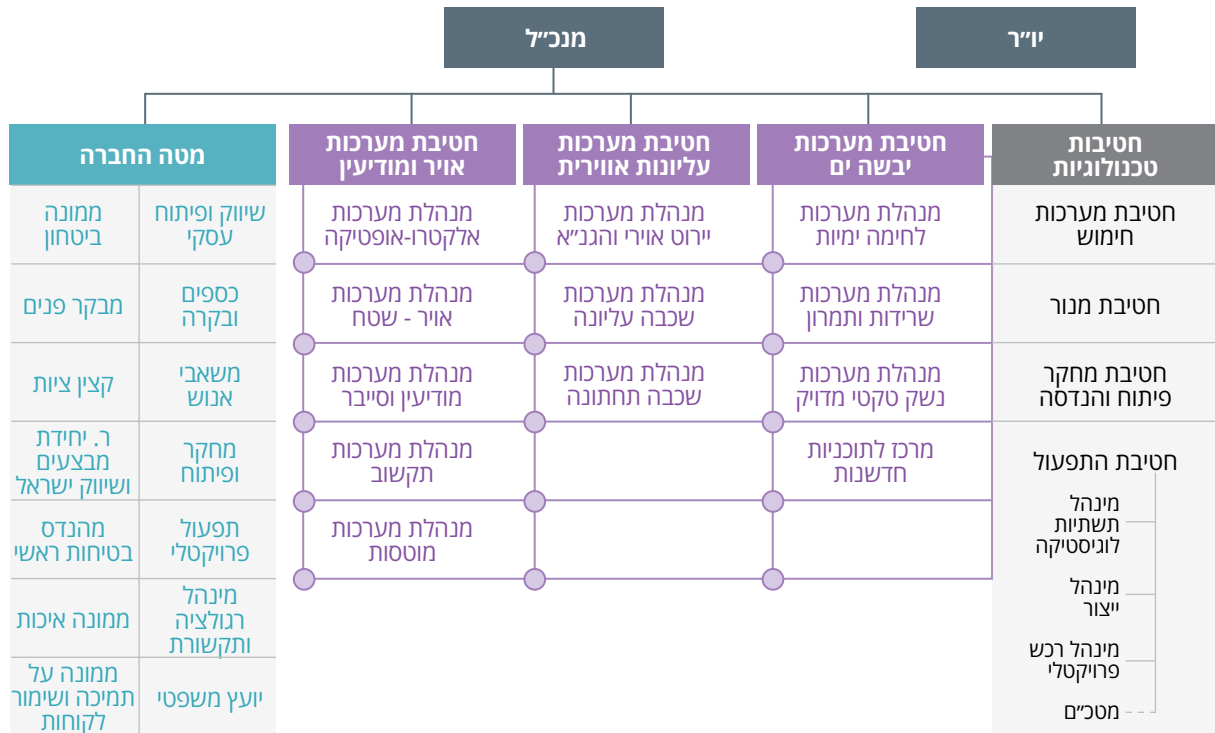 יו״ר
מנכ״ל
חטיבות
טכנולוגיות
חטיבת מערכות
חימוש
חטיבת מנור
חטיבת מחקר
פיתוח והנדסה
חטיבת התפעול
מינהל
תשתיות
לוגיסטיקה
מינהל
ייצור
מינהל רכש
פרויקטלי
מטכ״ם
חטיבת מערכות
יבשה ים
מנהלת מערכות
לחימה ימיות
מנהלת מערכות
שרידות ותמרון
מנהלת מערכות
נשק טקטי מדויק
מרכז לתוכניות
חדשנות
חטיבת מערכות
עליונות אווירית
מנהלת מערכות
יירוט אוירי והגנ״א
מנהלת מערכות
שכבה עליונה
מנהלת מערכות
שכבה תחתונה
חטיבת מערכות
אויר ומודיעין
מנהלת מערכות
אלקטרו-אופטיקה
מנהלת מערכות
אויר - שטח
מנהלת מערכות
מודיעין וסייבר
מנהלת מערכות
תקשוב
מנהלת מערכות
מוטסות
מטה החברה
שיווק ופיתוח
עסקי
כספים
ובקרה
משאבי
אנוש
מחקר
ופיתוח
תפעול
פרויקטלי
מינהל
רגולציה
ותקשורת
יועץ משפטי
ממונה
ביטחון
מבקר פנים
קצין ציות
ר. יחידת
מבצעים
ושיווק ישראל
מהנדס
בטיחות ראשי
ממונה איכות
ממונה על
תמיכה ושימור
לקוחות